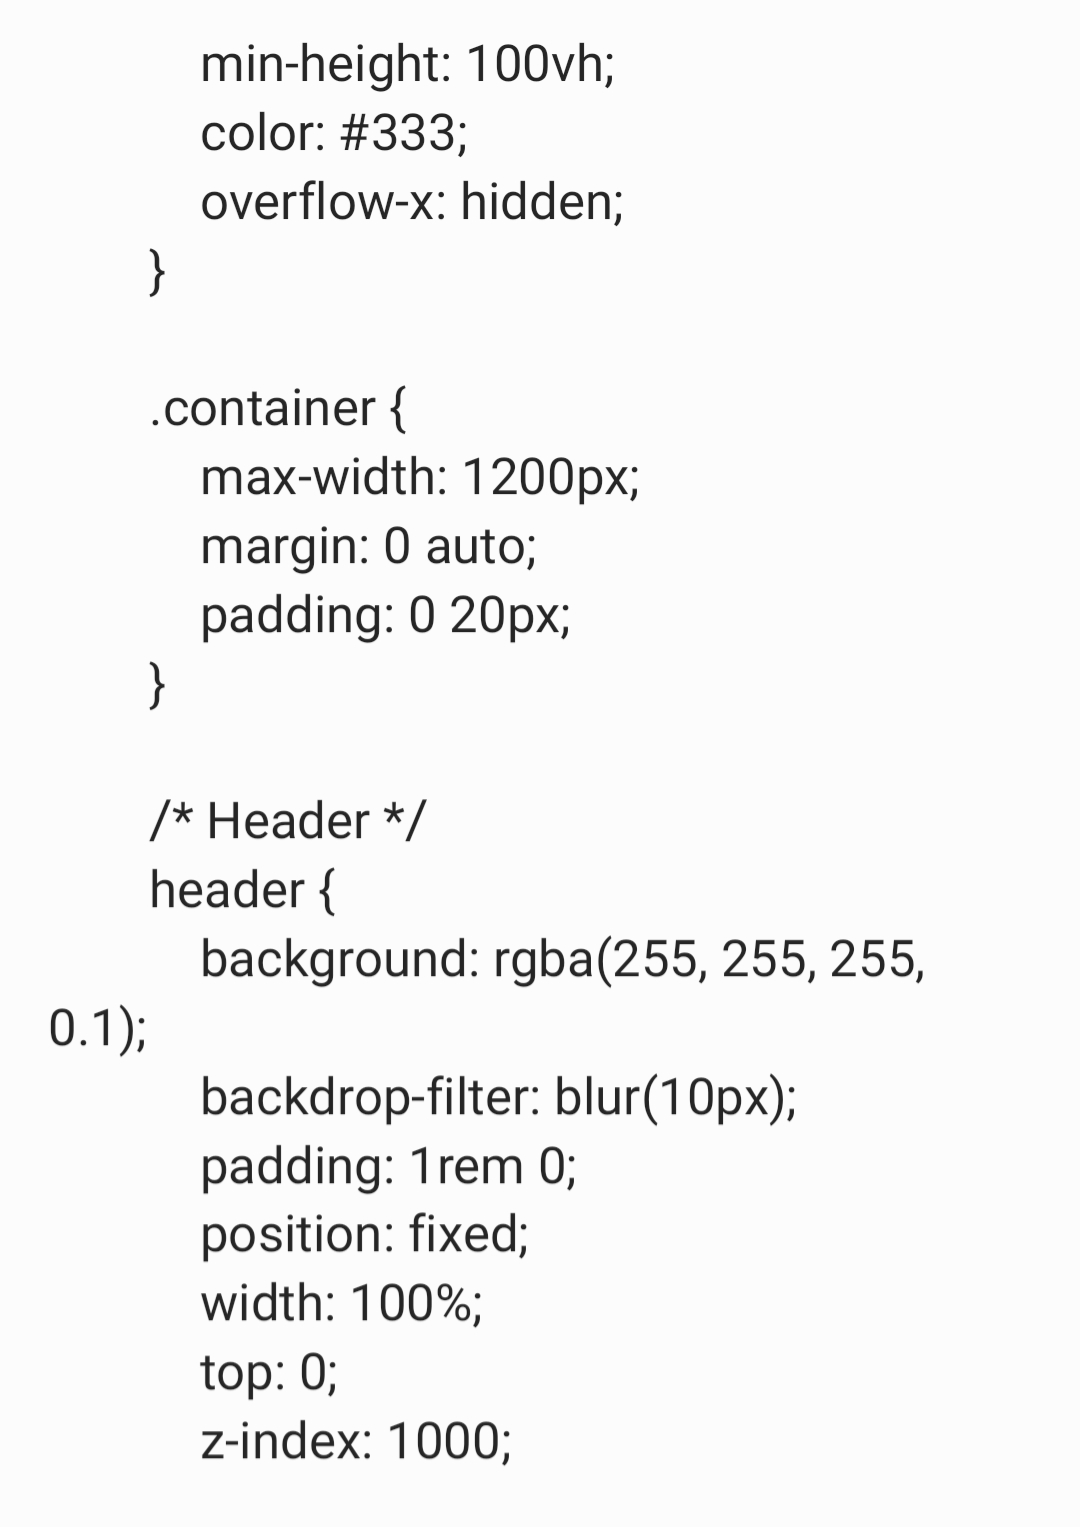 min-height: 100vh;
color: #333;
overflow-x: hidden;
}
.container {
max-width: 1200px;
margin: 0 auto;
padding: 0 20px;
}
/* Header */
header {
background: rgba(255, 255, 255,
0.1);
backdrop-filter: blur(10px);
padding: 1rem 0;
position: fixed;
width: 100%;
top: 0;
z-index: 1000;